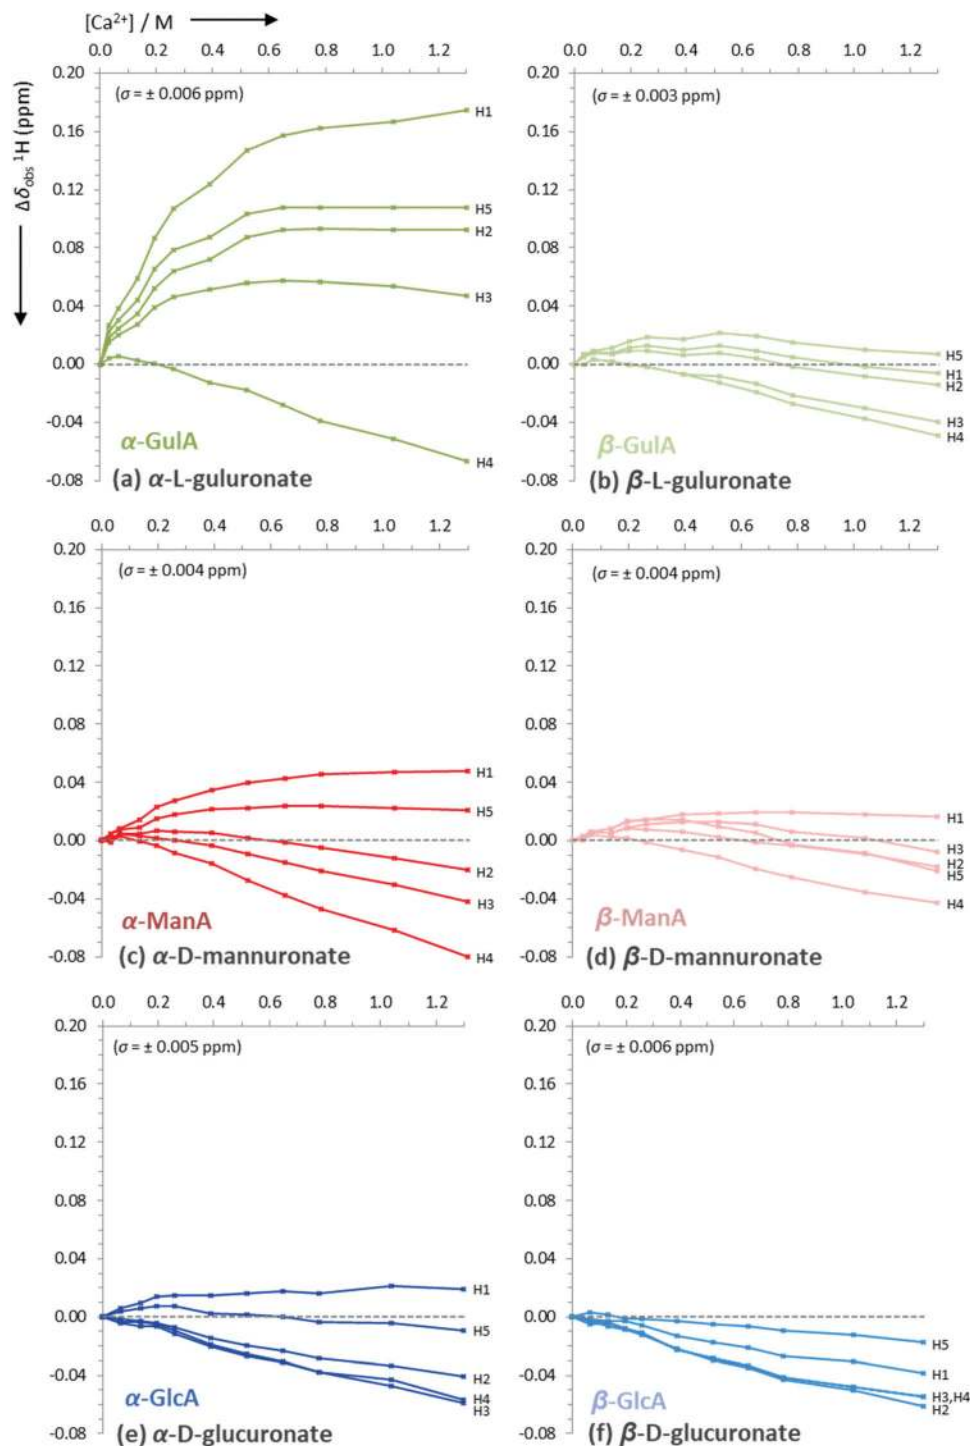 [Ca²⁺] / M
Δδobs ¹H (ppm)
0.0 0.2 0.4 0.6 0.8 1.0 1.2
0.20
0.16
0.12
0.08
0.04
0.00
-0.04
-0.08
(σ = ± 0.006 ppm)
H1
H5
H2
H3
H4
α-GulA
(a) α-L-guluronate
0.0 0.2 0.4 0.6 0.8 1.0 1.2
0.20
0.16
0.12
0.08
0.04
0.00
-0.04
-0.08
(σ = ± 0.003 ppm)
H5
H1
H2
H3
H4
β-GulA
(b) β-L-guluronate
0.0 0.2 0.4 0.6 0.8 1.0 1.2
0.20
0.16
0.12
0.08
0.04
0.00
-0.04
-0.08
(σ = ± 0.004 ppm)
H1
H5
H2
H3
H4
α-ManA
(c) α-D-mannuronate
0.0 0.2 0.4 0.6 0.8 1.0 1.2
0.20
0.16
0.12
0.08
0.04
0.00
-0.04
-0.08
(σ = ± 0.004 ppm)
H1
H3
H2
H5
H4
β-ManA
(d) β-D-mannuronate
0.0 0.2 0.4 0.6 0.8 1.0 1.2
0.20
0.16
0.12
0.08
0.04
0.00
-0.04
-0.08
(σ = ± 0.005 ppm)
H1
H5
H2
H4
H3
α-GlcA
(e) α-D-glucuronate
0.0 0.2 0.4 0.6 0.8 1.0 1.2
0.20
0.16
0.12
0.08
0.04
0.00
-0.04
-0.08
(σ = ± 0.006 ppm)
H5
H1
H3,H4
H2
β-GlcA
(f) β-D-glucuronate